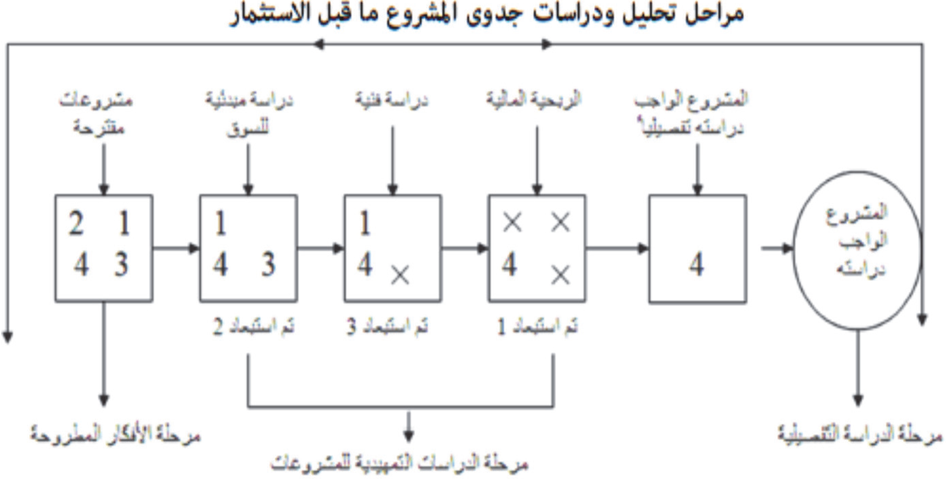 مراحل تحليل ودراسات جدوى المشروع ما قبل الاستثمار
مشروعات
مقترحة
دراسة مبدئية
للسوق
دراسة فنية
الربحية المالية
المشروع الواجب
دراسته تفصيلياً
2 1
4 3
1
4 3
1
4 ×
× ×
4 ×
4
المشروع
الواجب
دراسته
تم استبعاد 2
تم استبعاد 3
تم استبعاد 1
مرحلة الأفكار المطروحة
مرحلة الدراسات التمهيدية للمشروعات
مرحلة الدراسة التفصيلية